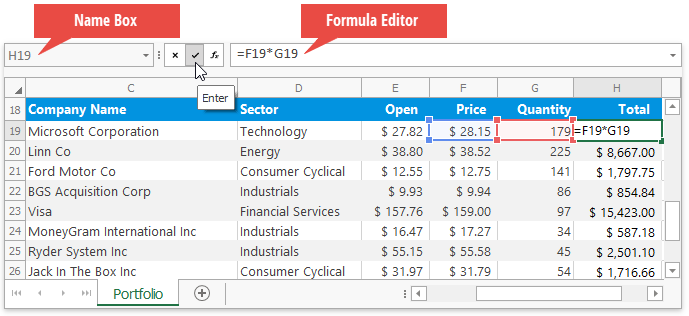 Name Box Formula Editor
H19 =F19*G19
Enter
C D E F G H
18 Company Name Sector Open Price Quantity Total
19 Microsoft Corporation Technology $ 27.82 $ 28.15 179 =F19*G19
20 Linn Co Energy $ 38.80 $ 38.52 225 $ 8,667.00
21 Ford Motor Co Consumer Cyclical $ 12.55 $ 12.75 141 $ 1,797.75
22 BGS Acquisition Corp Industrials $ 9.93 $ 9.94 86 $ 854.84
23 Visa Financial Services $ 157.76 $ 159.00 97 $ 15,423.00
24 MoneyGram International Inc Industrials $ 16.47 $ 17.27 34 $ 587.18
25 Ryder System Inc Industrials $ 55.15 $ 55.58 45 $ 2,501.10
26 Jack In The Box Inc Consumer Cyclical $ 31.97 $ 31.79 54 $ 1,716.66
Portfolio